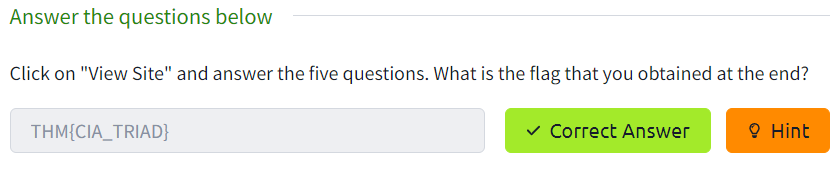 Answer the questions below
Click on "View Site" and answer the five questions. What is the flag that you obtained at the end?
THM{CIA_TRIAD}
Correct Answer
Hint